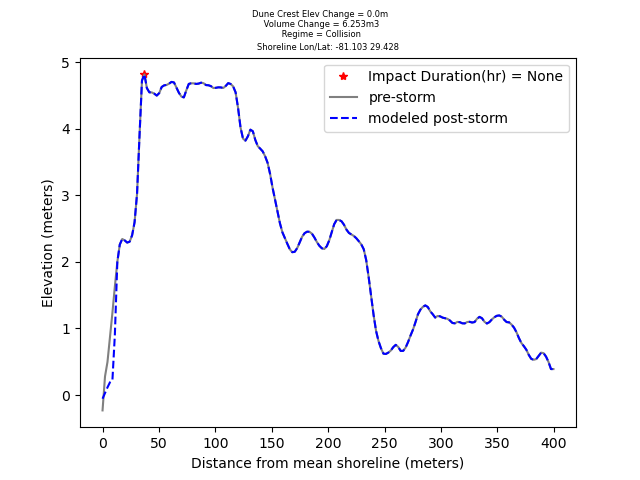 Dune Crest Elev Change = 0.0m
Volume Change = 6.253m3
Regime = Collision
Shoreline Lon/Lat: -81.103 29.428
Impact Duration(hr) = None
pre-storm
modeled post-storm
5
4
3
2
1
0
Elevation (meters)
0 50 100 150 200 250 300 350 400
Distance from mean shoreline (meters)